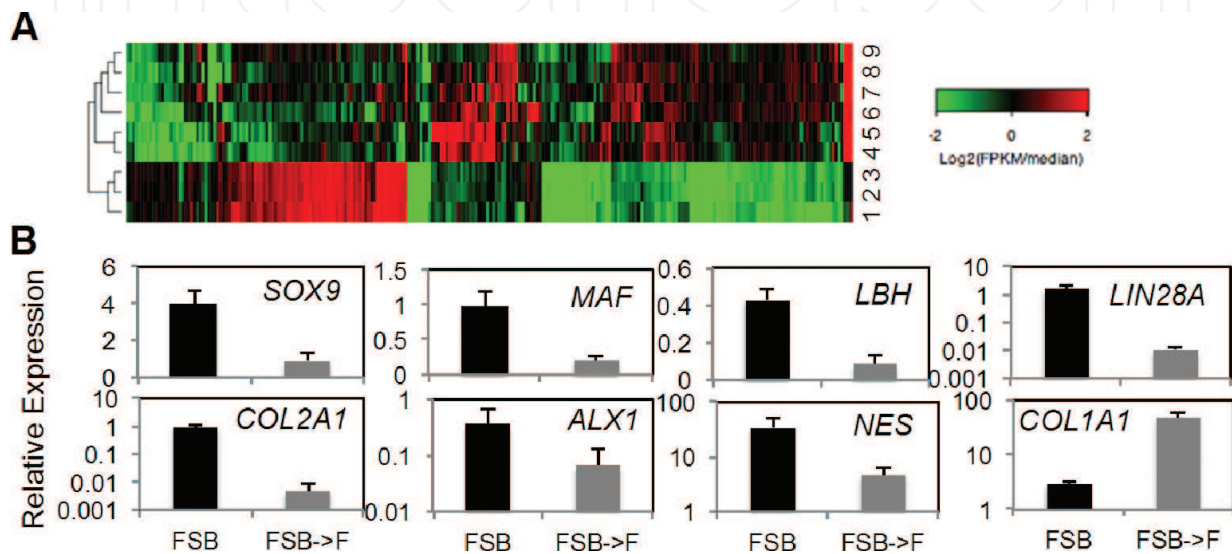 A
9
8
7
6
5
4
3
2
1
-2 0 2
Log2(FPKM/median)
B
Relative Expression
6
4
2
0
SOX9
1.5
1
0.5
0
MAF
0.6
0.4
0.2
0
LBH
10
1
0.1
0.01
0.001
LIN28A
10
1
0.1
0.01
0.001
COL2A1
1
0.1
0.01
ALX1
100
10
1
NES
100
10
1
COL1A1
FSB FSB->F
FSB FSB->F
FSB FSB->F
FSB FSB->F